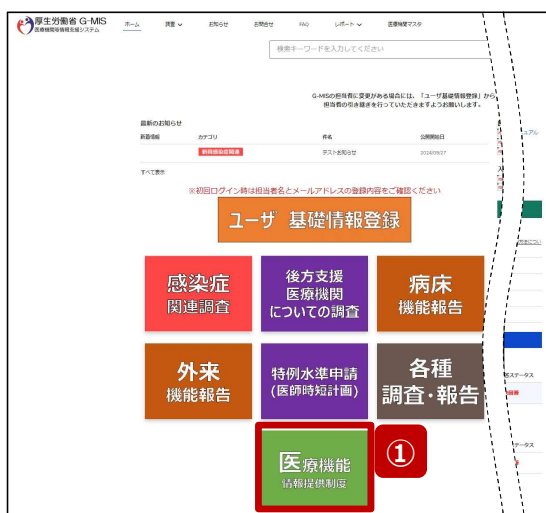 厚生労働省 G-MIS
医療機関等情報支援システム
ホーム 調査 お知らせ お問合せ FAQ レポート 医療機関マスタ
検索キーワードを入力してください
G-MISの担当者に変更がある場合には、「ユーザ基礎情報登録」から
担当者の引き継ぎを行っていただきますようお願いします。
最新のお知らせ
新着情報 カテゴリ 件名 公開開始日
新興感染症関連 テストお知らせ 2024/09/27
すべて表示
※初回ログイン時は担当者名とメールアドレスの登録内容をご確認ください
ユーザ 基礎情報登録
感染症
関連調査
後方支援
医療機関
についての調査
病床
機能報告
外来
機能報告
特例水準申請
(医師時短計画)
各種
調査・報告
医療機能
情報提供制度
①
ュアル